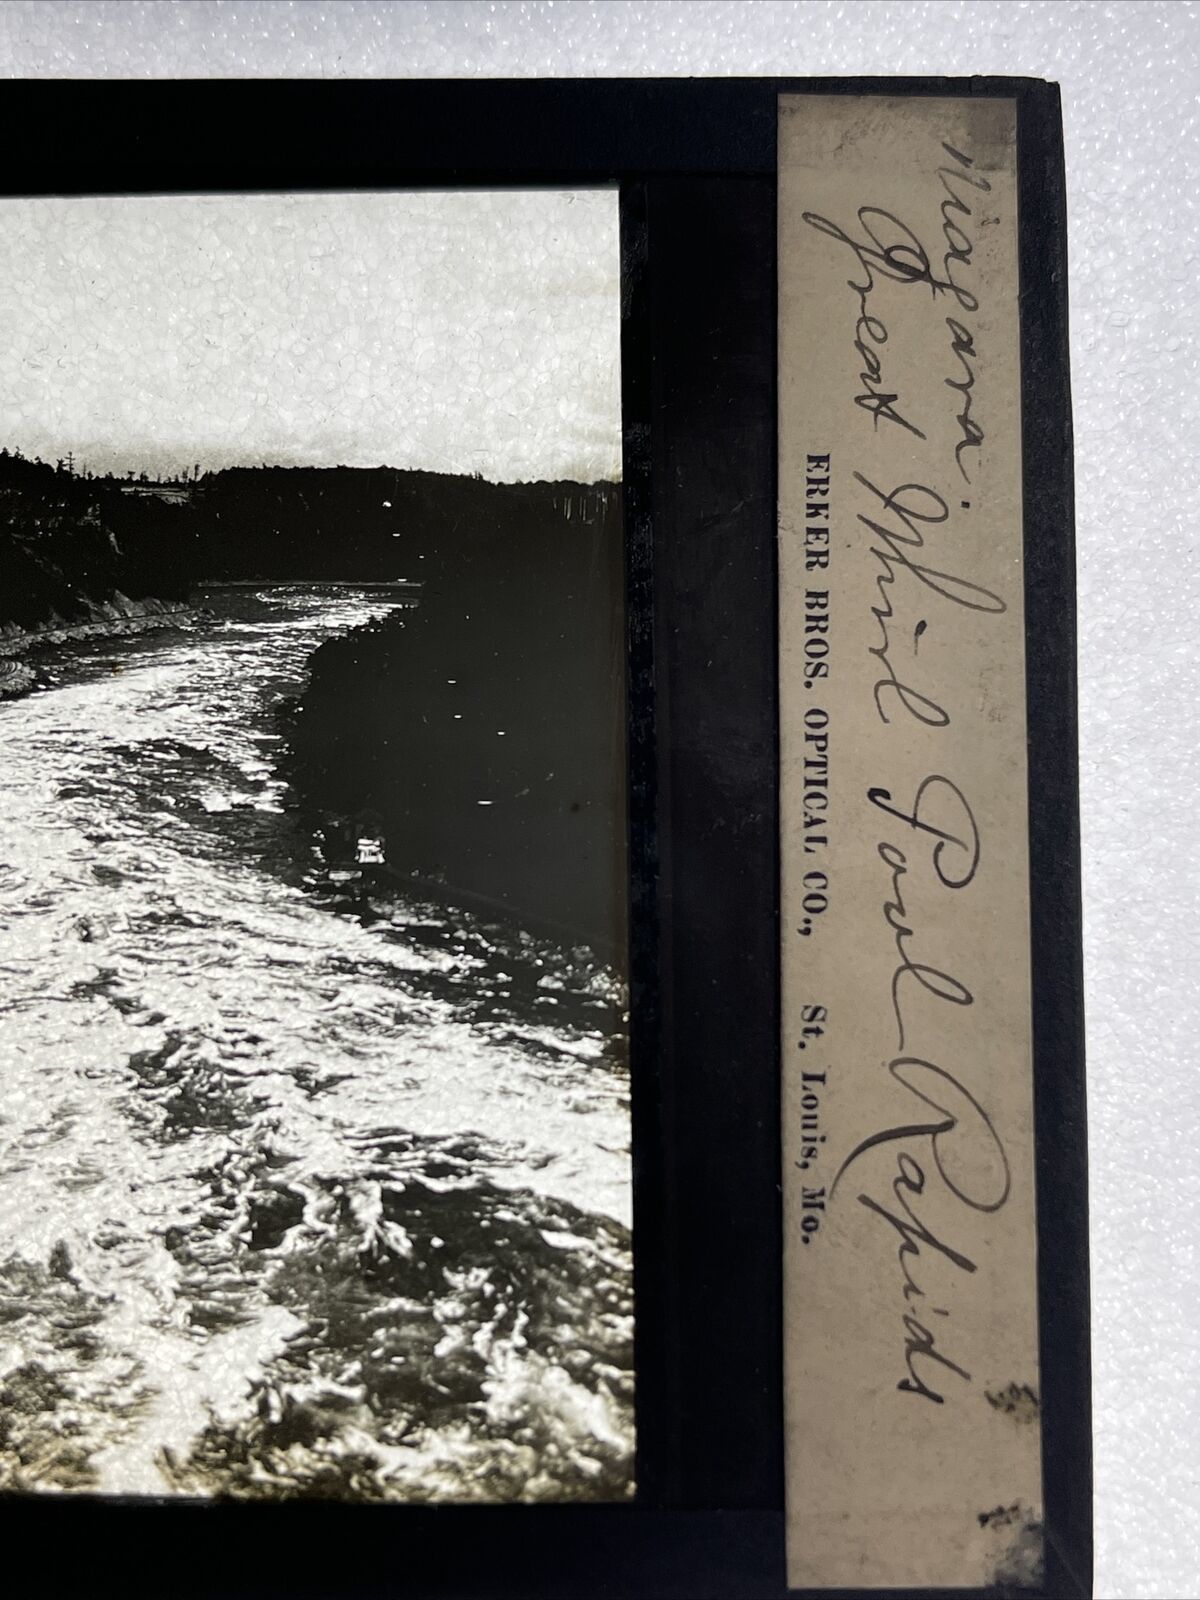 Niagara.
Great Whirl Pool Rapids
ERKER BROS. OPTICAL CO., St. Louis, Mo.